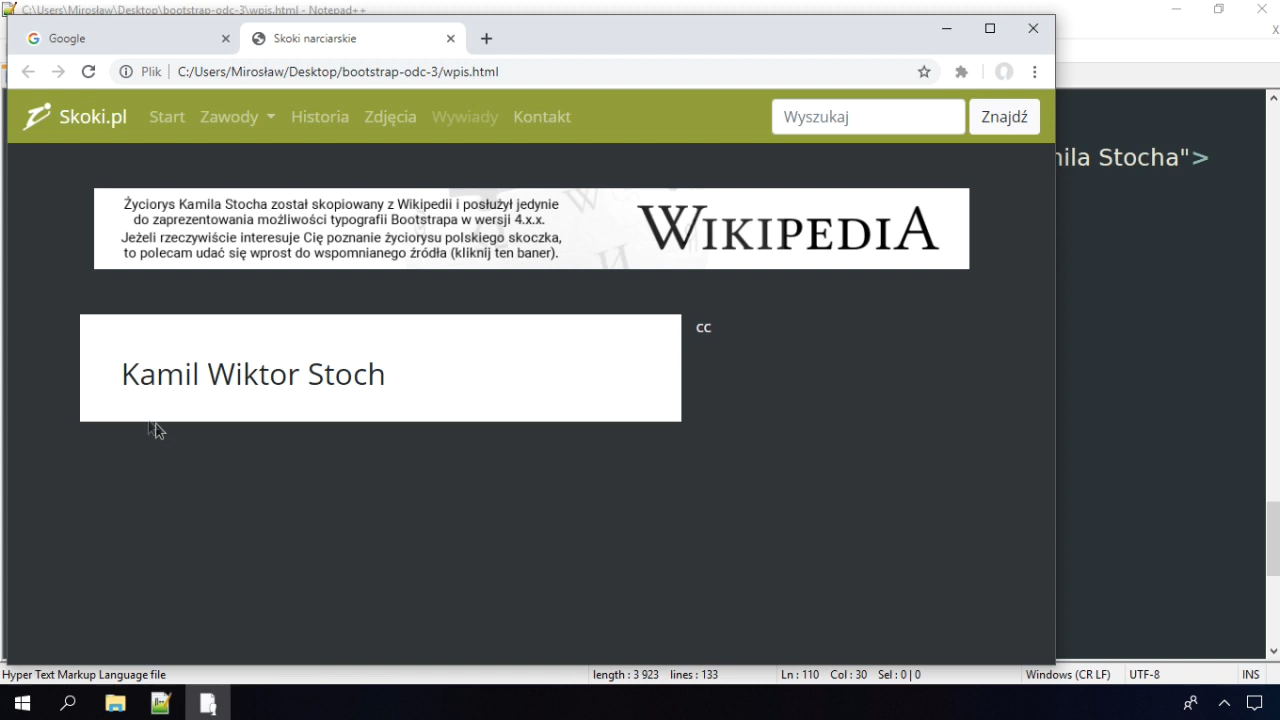 C:\Users\Mirosław\Desktop\bootstrap-odc-3\wpis.html - Notepad++
X
Google
Skoki narciarskie
Plik
C:/Users/Mirosław/Desktop/bootstrap-odc-3/wpis.html
Skoki.pl Start Zawody Historia Zdjęcia Wywiady Kontakt Wyszukaj Znajdź
Stocha">
Życiorys Kamila Stocha został skopiowany z Wikipedii i posłużył jedynie
do zaprezentowania możliwości typografii Bootstrapa w wersji 4.x.x.
Jeżeli rzeczywiście interesuje Cię poznanie życiorysu polskiego skoczka,
to polecam udać się wprost do wspomnianego źródła (kliknij ten baner).
WIKIPEDIA
cc
Kamil Wiktor Stoch
Hyper Text Markup Language file length : 3 923 lines : 133 Ln : 110 Col : 30 Sel : 0 | 0 Windows (CR LF) UTF-8 INS